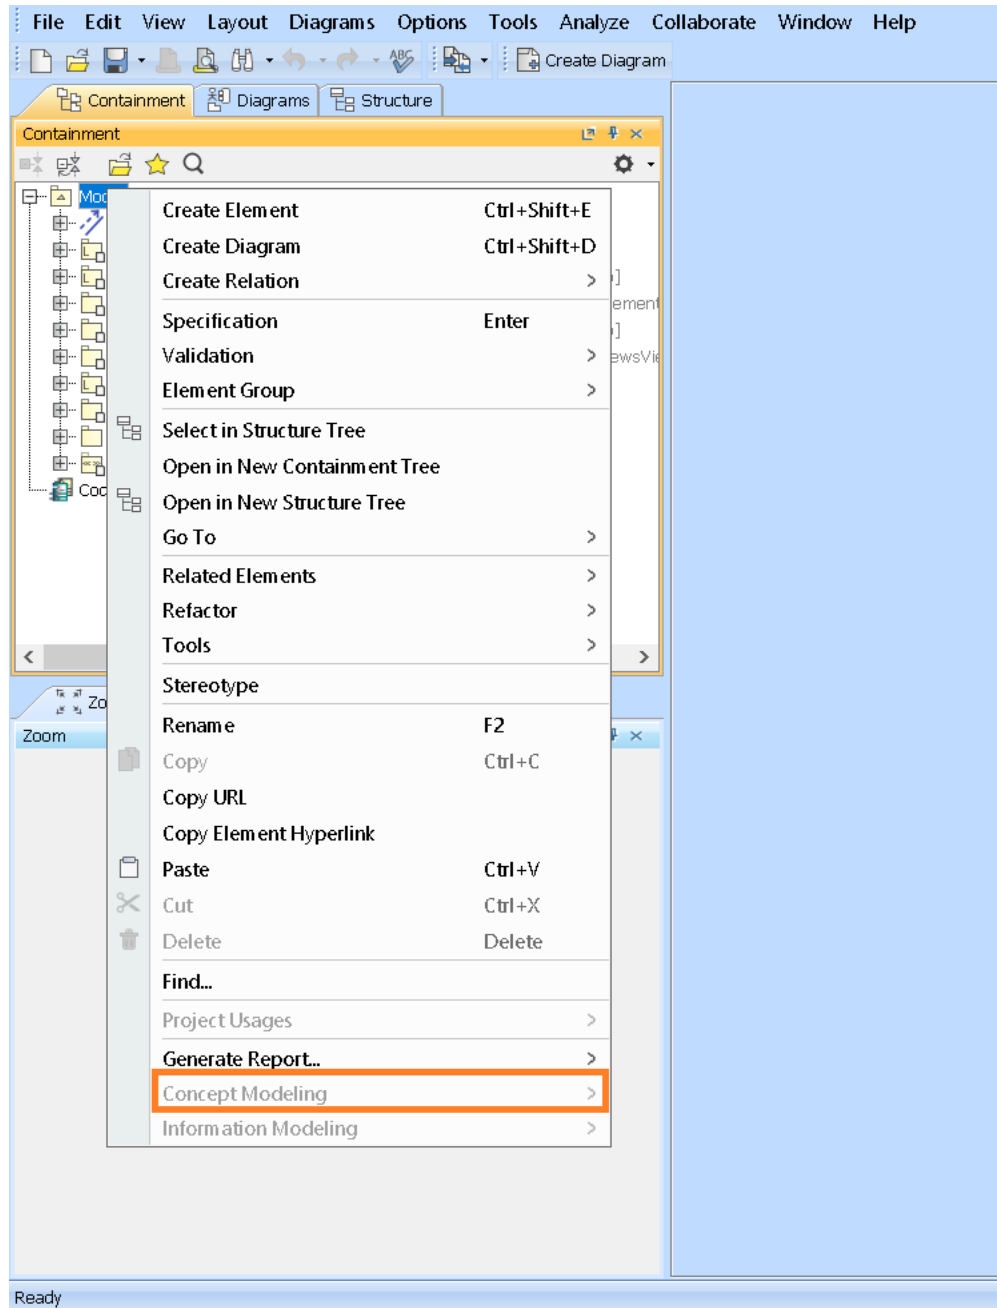 File Edit View Layout Diagrams Options Tools Analyze Collaborate Window Help
ABC Create Diagram
Containment Diagrams Structure
Containment
Create Element Ctrl+Shift+E
Create Diagram Ctrl+Shift+D
Create Relation
Specification Enter
Validation
Element Group
Select in Structure Tree
Open in New Containment Tree
Open in New Structure Tree
Go To
Related Elements
Refactor
Tools
Stereotype
Zoom
Rename F2
Copy Ctrl+C
Copy URL
Copy Element Hyperlink
Paste Ctrl+V
Cut Ctrl+X
Delete Delete
Find...
Project Usages
Generate Report...
Concept Modeling
Information Modeling
Ready